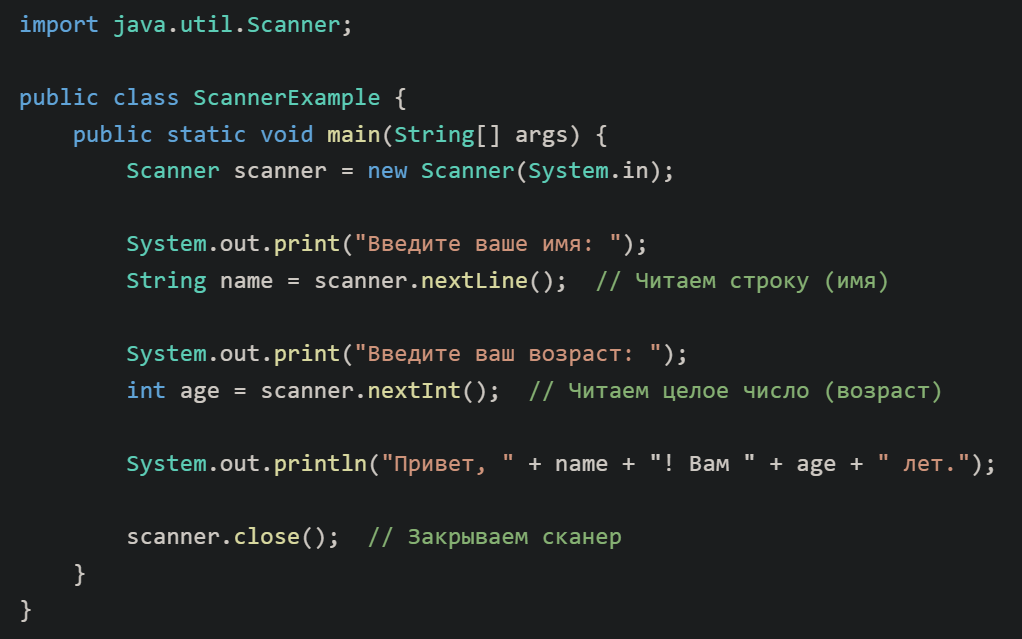 import java.util.Scanner;
public class ScannerExample {
public static void main(String[] args) {
Scanner scanner = new Scanner(System.in);
System.out.print("Введите ваше имя: ");
String name = scanner.nextLine();  // Читаем строку (имя)
System.out.print("Введите ваш возраст: ");
int age = scanner.nextInt();  // Читаем целое число (возраст)
System.out.println("Привет, " + name + "! Вам " + age + " лет.");
scanner.close();  // Закрываем сканер
}
}